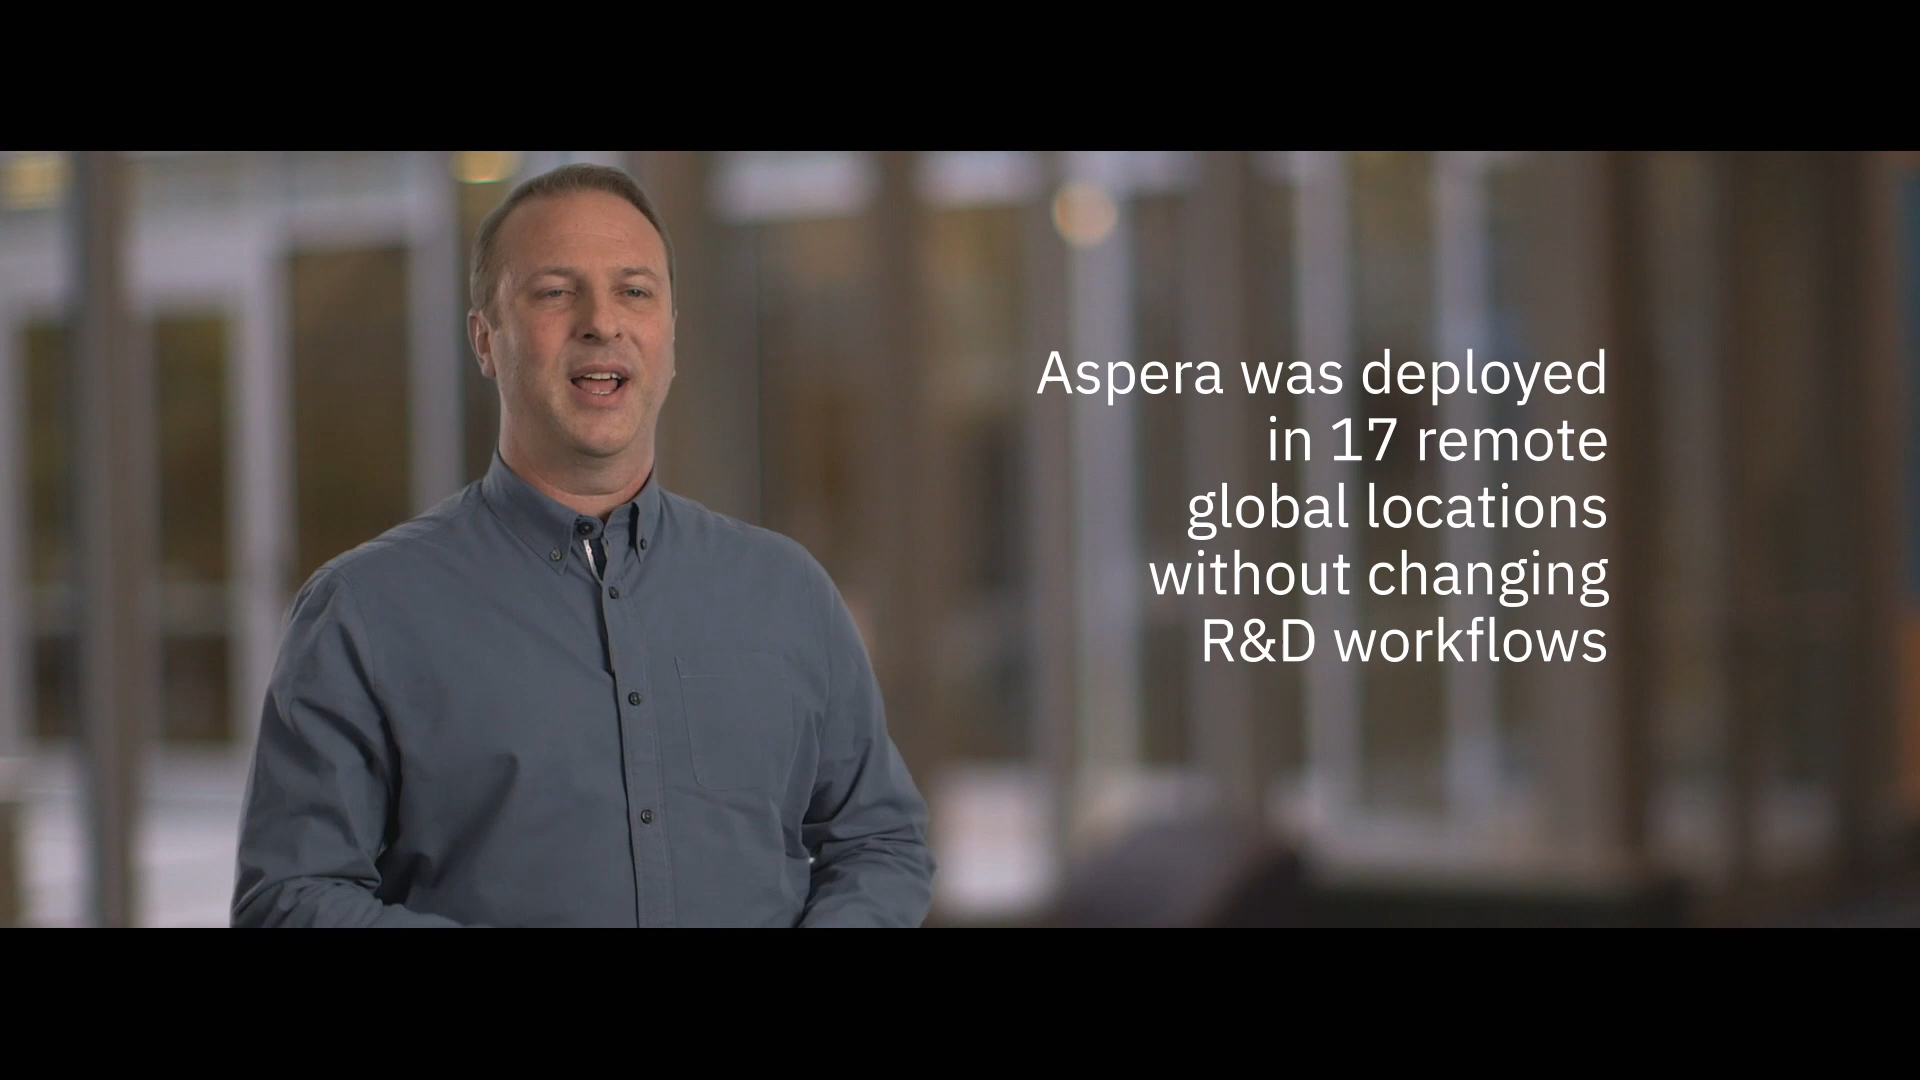 Aspera was deployed
in 17 remote
global locations
without changing
R&D workflows